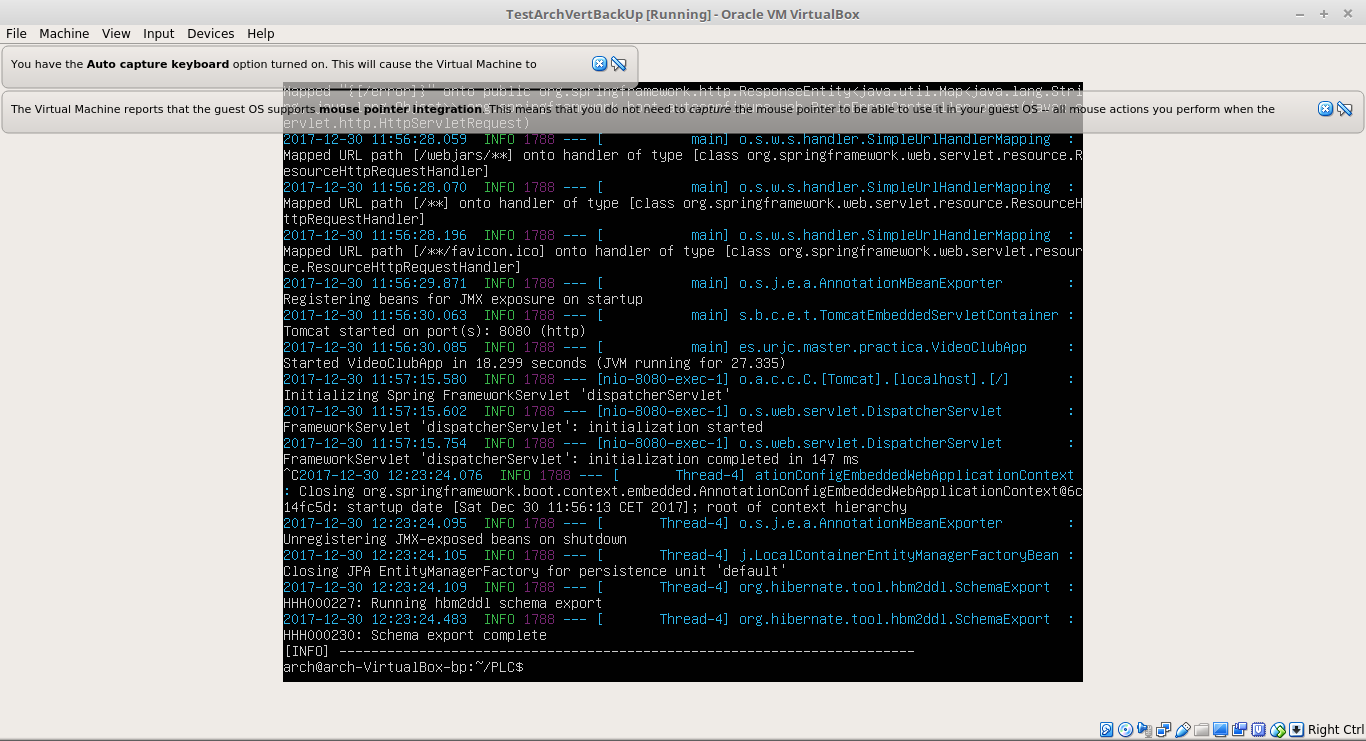 TestArchVertBackUp [Running] - Oracle VM VirtualBox
File Machine View Input Devices Help
You have the Auto capture keyboard option turned on. This will cause the Virtual Machine to
Mapped "{[/error]}" onto public org.springframework.http.ResponseEntity<java.util.Map<java.lang.Stri
The Virtual Machine reports that the guest OS supports mouse pointer integration. This means that you do not need to capture the mouse pointer to be able to use it in your guest OS -- all mouse actions you perform when the
ervlet.http.HttpServletRequest)
2017-12-30 11:56:28.059 INFO 1788 --- [ main] o.s.w.s.handler.SimpleUrlHandlerMapping :
Mapped URL path [/webjars/**] onto handler of type [class org.springframework.web.servlet.resource.R
esourceHttpRequestHandler]
2017-12-30 11:56:28.070 INFO 1788 --- [ main] o.s.w.s.handler.SimpleUrlHandlerMapping :
Mapped URL path [/**] onto handler of type [class org.springframework.web.servlet.resource.ResourceH
ttpRequestHandler]
2017-12-30 11:56:28.196 INFO 1788 --- [ main] o.s.w.s.handler.SimpleUrlHandlerMapping :
Mapped URL path [/**/favicon.ico] onto handler of type [class org.springframework.web.servlet.resour
ce.ResourceHttpRequestHandler]
2017-12-30 11:56:29.871 INFO 1788 --- [ main] o.s.j.e.a.AnnotationMBeanExporter :
Registering beans for JMX exposure on startup
2017-12-30 11:56:30.063 INFO 1788 --- [ main] s.b.c.e.t.TomcatEmbeddedServletContainer :
Tomcat started on port(s): 8080 (http)
2017-12-30 11:56:30.085 INFO 1788 --- [ main] es.urjc.master.practica.VideoClubApp :
Started VideoClubApp in 18.299 seconds (JVM running for 27.335)
2017-12-30 11:57:15.580 INFO 1788 --- [nio-8080-exec-1] o.a.c.c.C.[Tomcat].[localhost].[/] :
Initializing Spring FrameworkServlet 'dispatcherServlet'
2017-12-30 11:57:15.602 INFO 1788 --- [nio-8080-exec-1] o.s.web.servlet.DispatcherServlet :
FrameworkServlet 'dispatcherServlet': initialization started
2017-12-30 11:57:15.754 INFO 1788 --- [nio-8080-exec-1] o.s.web.servlet.DispatcherServlet :
FrameworkServlet 'dispatcherServlet': initialization completed in 147 ms
^C2017-12-30 12:23:24.076 INFO 1788 --- [ Thread-4] ationConfigEmbeddedWebApplicationContext
: Closing org.springframework.boot.context.embedded.AnnotationConfigEmbeddedWebApplicationContext@6c
14fc5d: startup date [Sat Dec 30 11:56:13 CET 2017]; root of context hierarchy
2017-12-30 12:23:24.095 INFO 1788 --- [ Thread-4] o.s.j.e.a.AnnotationMBeanExporter :
Unregistering JMX-exposed beans on shutdown
2017-12-30 12:23:24.105 INFO 1788 --- [ Thread-4] j.LocalContainerEntityManagerFactoryBean :
Closing JPA EntityManagerFactory for persistence unit 'default'
2017-12-30 12:23:24.109 INFO 1788 --- [ Thread-4] org.hibernate.tool.hbm2ddl.SchemaExport :
HHH000227: Running hbm2ddl schema export
2017-12-30 12:23:24.483 INFO 1788 --- [ Thread-4] org.hibernate.tool.hbm2ddl.SchemaExport :
HHH000230: Schema export complete
[INFO] ------------------------------------------------------------------------
arch@arch-VirtualBox-bp:~/PLC$
Right Ctrl